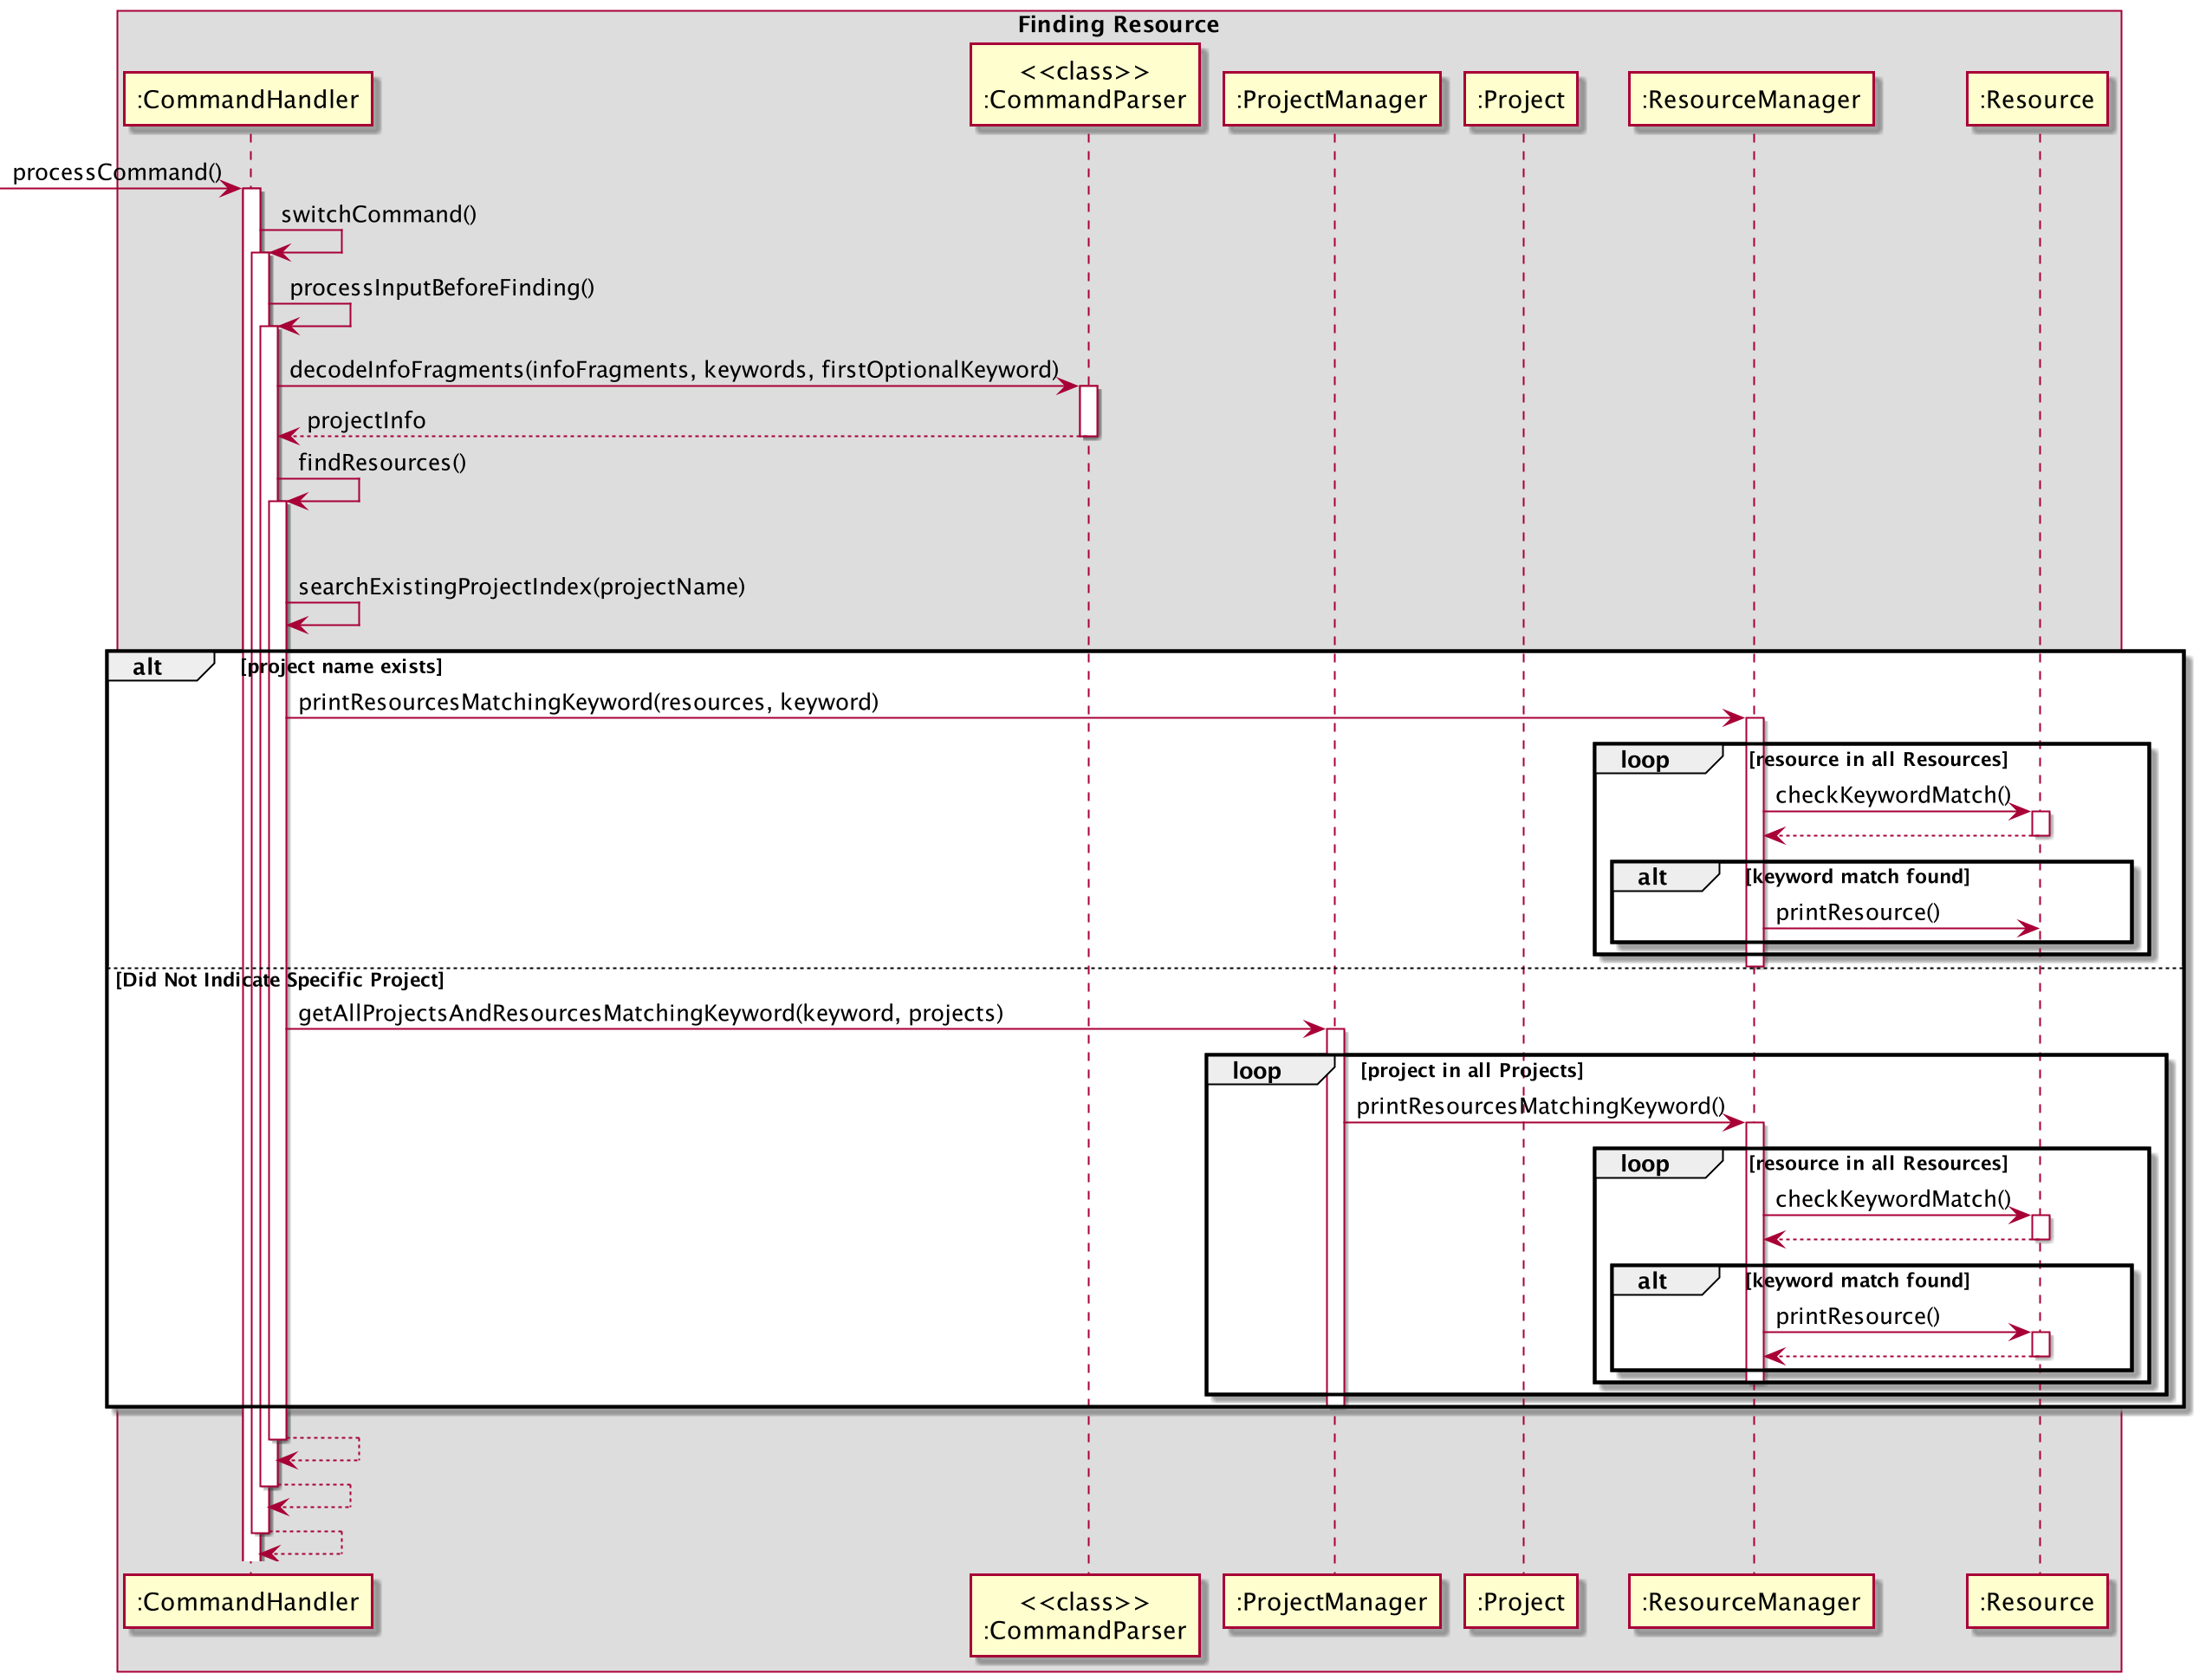 Finding Resource
:CommandHandler
<<class>>
:CommandParser
:ProjectManager
:Project
:ResourceManager
:Resource
processCommand()
switchCommand()
processInputBeforeFinding()
decodeInfoFragments(infoFragments, keywords, firstOptionalKeyword)
projectInfo
findResources()
searchExistingProjectIndex(projectName)
alt [project name exists]
printResourcesMatchingKeyword(resources, keyword)
loop [resource in all Resources]
checkKeywordMatch()
alt [keyword match found]
printResource()
[Did Not Indicate Specific Project]
getAllProjectsAndResourcesMatchingKeyword(keyword, projects)
loop [project in all Projects]
printResourcesMatchingKeyword()
loop [resource in all Resources]
checkKeywordMatch()
alt [keyword match found]
printResource()
:CommandHandler
<<class>>
:CommandParser
:ProjectManager
:Project
:ResourceManager
:Resource